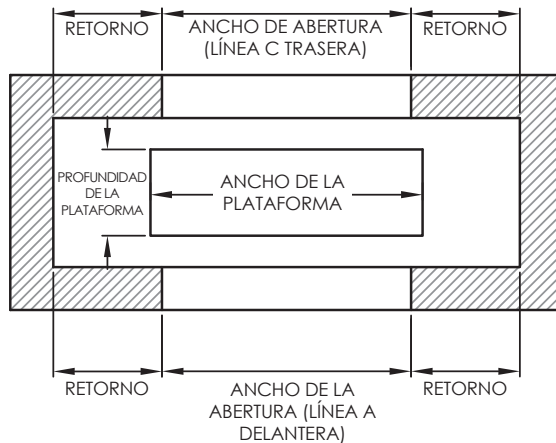 RETORNO
ANCHO DE ABERTURA
(LÍNEA C TRASERA)
RETORNO
PROFUNDIDAD
DE LA
PLATAFORMA
ANCHO DE LA
PLATAFORMA
RETORNO
ANCHO DE LA
ABERTURA (LÍNEA A
DELANTERA)
RETORNO